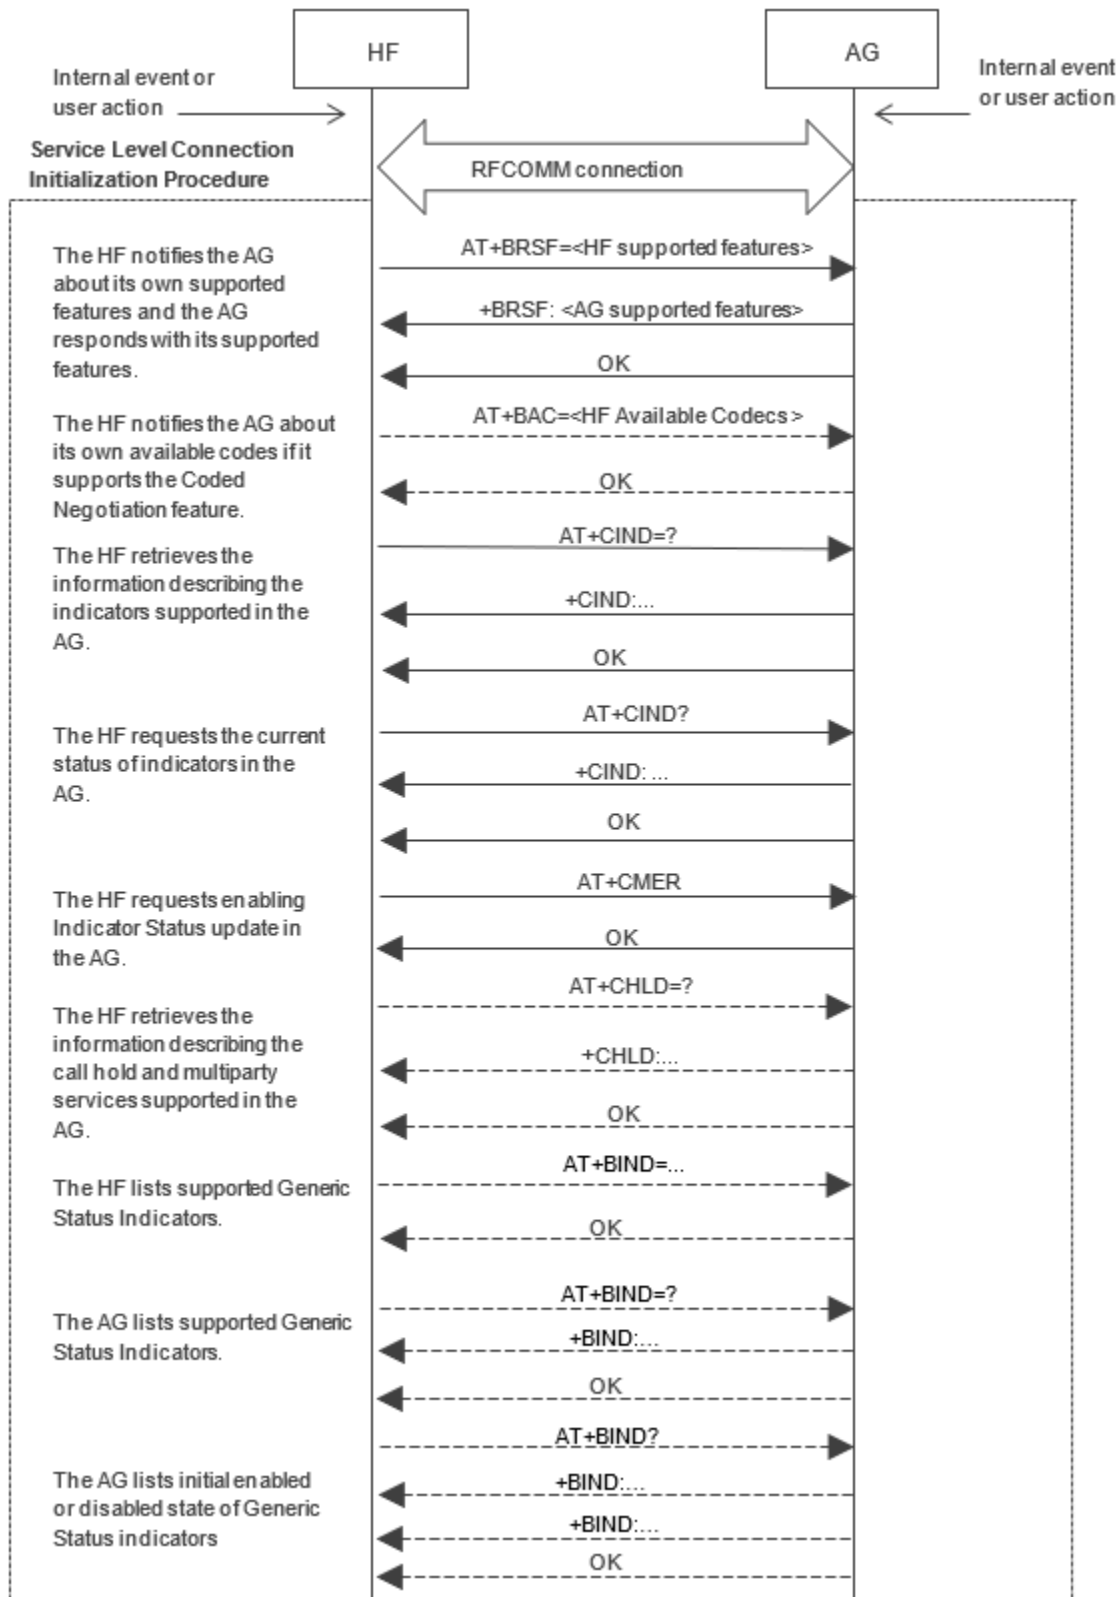 HF
AG
Internal event or
user action
Internal event
or user action
Service Level Connection
Initialization Procedure
RFCOMM connection
The HF notifies the AG
about its own supported
features and the AG
responds with its supported
features.
AT+BRSF=<HF supported features>
+BRSF: <AG supported features>
OK
The HF notifies the AG about
its own available codes if it
supports the Coded
Negotiation feature.
AT+BAC=<HF Available Codecs>
OK
The HF retrieves the
information describing the
indicators supported in the
AG.
AT+CIND=?
+CIND:...
OK
The HF requests the current
status of indicators in the
AG.
AT+CIND?
+CIND: ...
OK
The HF requests enabling
Indicator Status update in
the AG.
AT+CMER
OK
The HF retrieves the
information describing the
call hold and multiparty
services supported in the
AG.
AT+CHLD=?
+CHLD:...
OK
The HF lists supported Generic
Status Indicators.
AT+BIND=...
OK
The AG lists supported Generic
Status Indicators.
AT+BIND=?
+BIND:...
OK
The AG lists initial enabled
or disabled state of Generic
Status indicators
AT+BIND?
+BIND:...
+BIND:...
OK